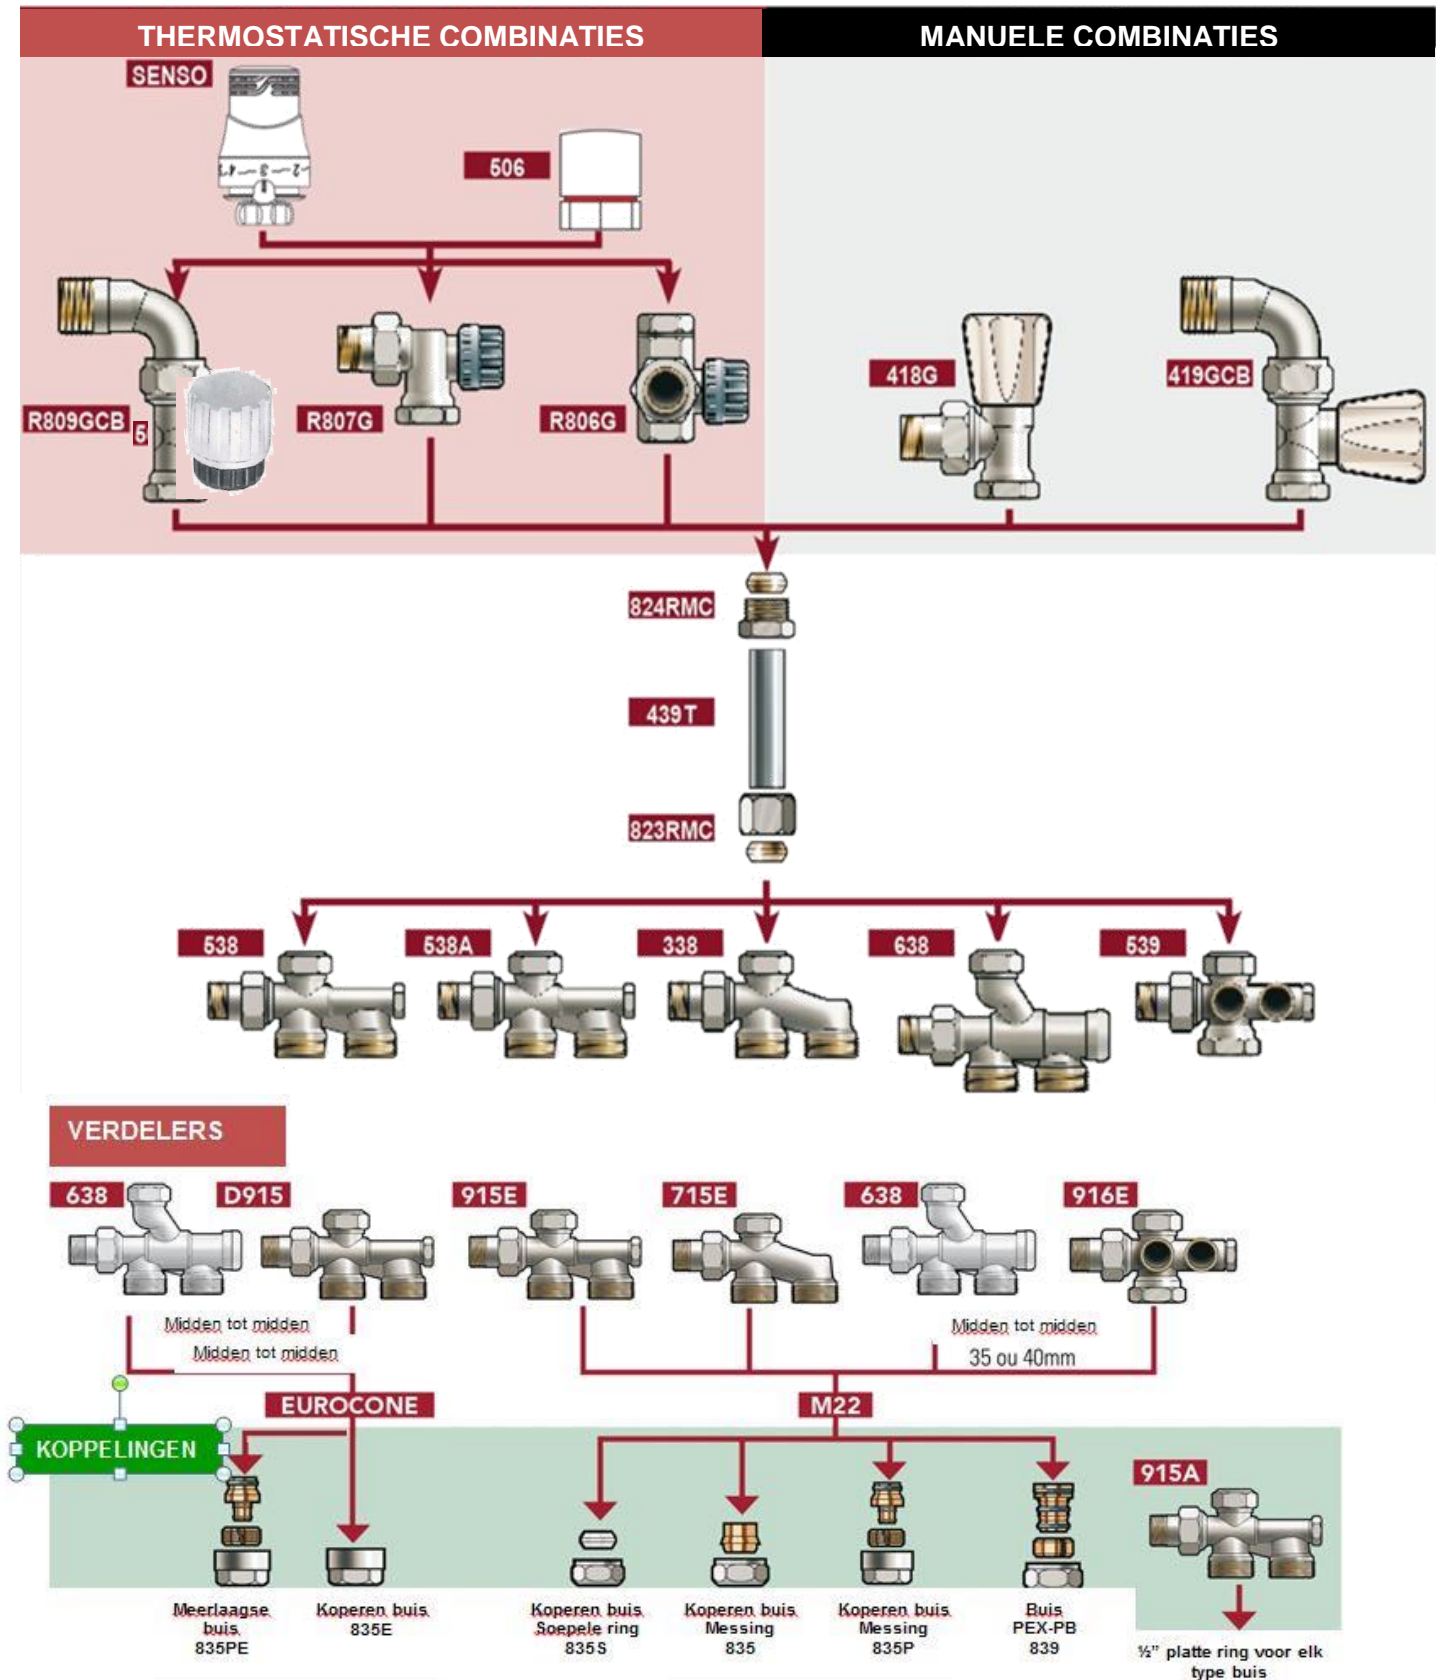 THERMOSTATISCHE COMBINATIES
MANUELE COMBINATIES
SENSO
506
R809GCB
5
R807G
R806G
418G
419GCB
824RMC
439T
823RMC
538
538A
338
638
539
VERDELERS
638
D915
915E
715E
638
916E
Midden tot midden
Midden tot midden
Midden tot midden
35 ou 40mm
EUROCONE
M22
KOPPELINGEN
915A
Meerlaagse
buis
835PE
Koperen buis
835E
Koperen buis
Soepele ring
835S
Koperen buis
Messing
835
Koperen buis
Messing
835P
Buis
PEX-PB
839
½” platte ring voor elk
type buis